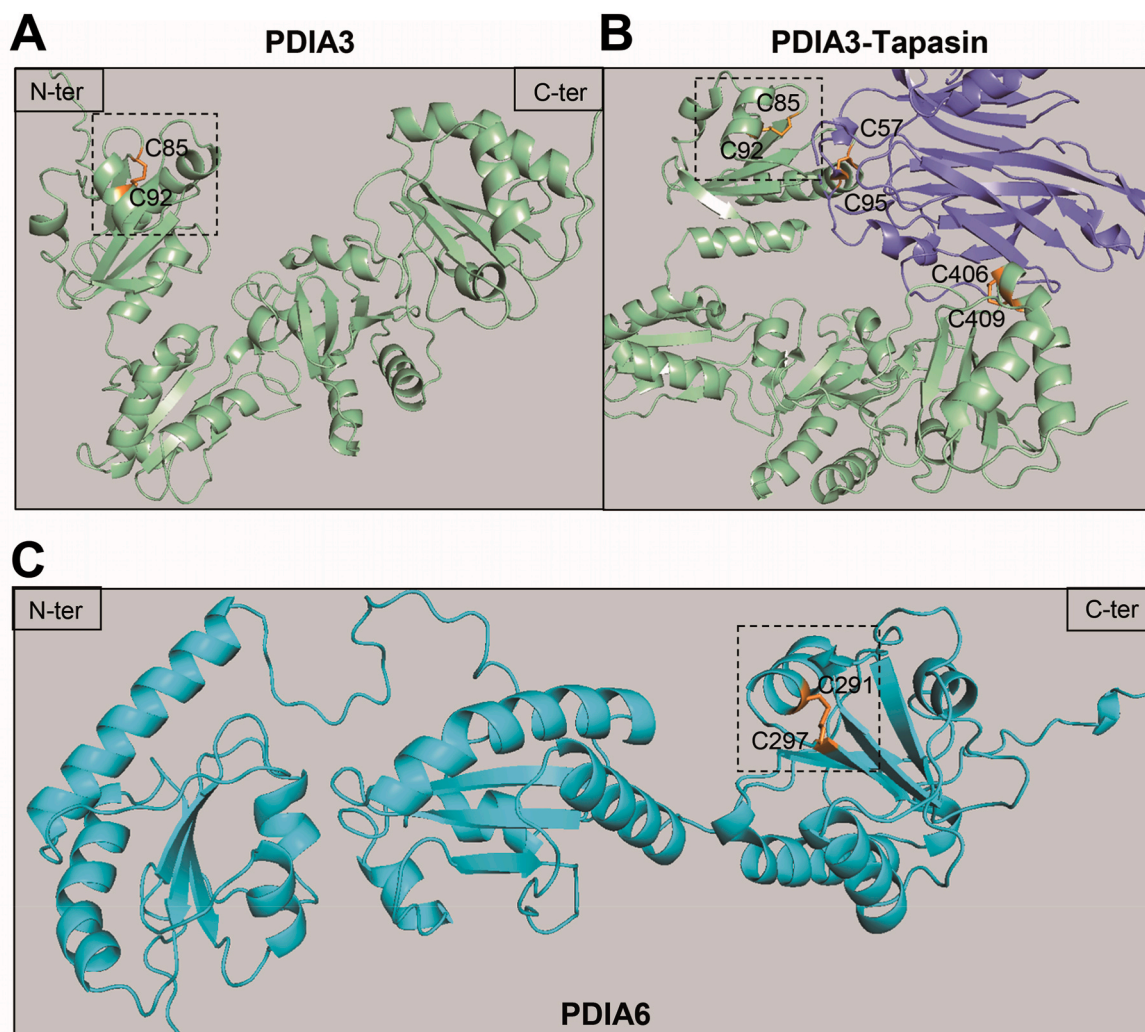 A
PDIA3
N-ter
C-ter
C85
C92
B
PDIA3-Tapasin
C85
C57
C92
C95
C406
C409
C
N-ter
C-ter
C291
C297
PDIA6